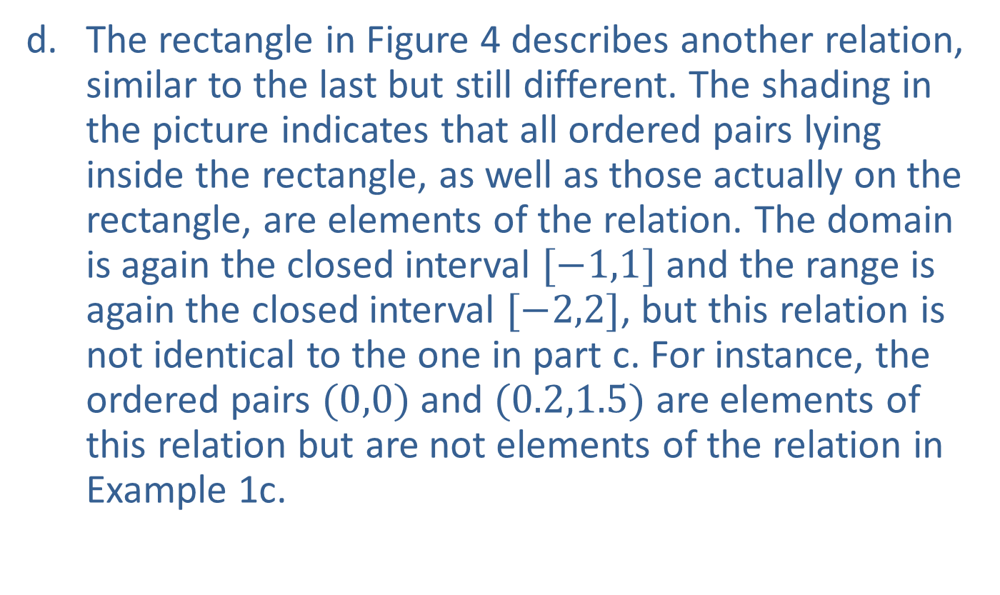 d. The rectangle in Figure 4 describes another relation,
similar to the last but still different. The shading in
the picture indicates that all ordered pairs lying
inside the rectangle, as well as those actually on the
rectangle, are elements of the relation. The domain
is again the closed interval [−1,1] and the range is
again the closed interval [−2,2], but this relation is
not identical to the one in part c. For instance, the
ordered pairs (0,0) and (0.2,1.5) are elements of
this relation but are not elements of the relation in
Example 1c.